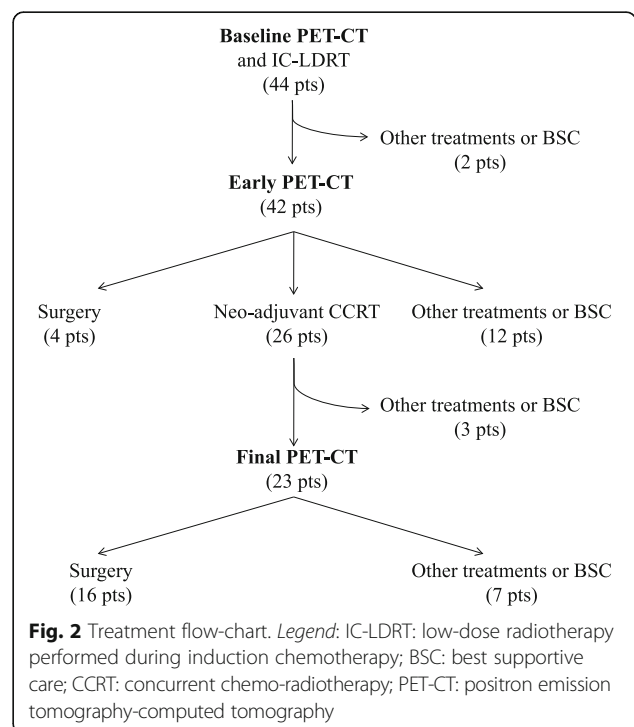 Baseline PET-CT
and IC-LDRT
(44 pts)
Other treatments or BSC
(2 pts)
Early PET-CT
(42 pts)
Surgery
(4 pts)
Neo-adjuvant CCRT
(26 pts)
Other treatments or BSC
(12 pts)
Other treatments or BSC
(3 pts)
Final PET-CT
(23 pts)
Surgery
(16 pts)
Other treatments or BSC
(7 pts)
Fig. 2 Treatment flow-chart. Legend: IC-LDRT: low-dose radiotherapy
performed during induction chemotherapy; BSC: best supportive
care; CCRT: concurrent chemo-radiotherapy; PET-CT: positron emission
tomography-computed tomography